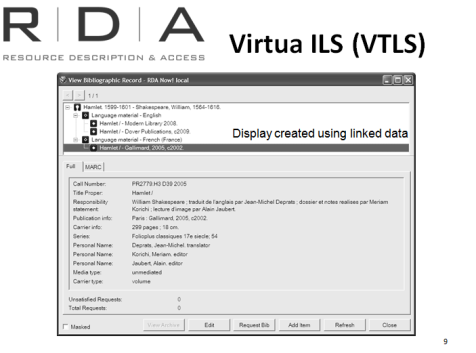 R | D | A
RESOURCE DESCRIPTION & ACCESS
Virtua ILS (VTLS)
View Bibliographic Record - RDA Now! local
1 / 1
Hamlet, 1599-1601 - Shakespeare, William, 1564-1616.
Language material - English
Hamlet / - Modern Library 2008.
Hamlet / - Dover Publications, c2009.
Language material - French (France)
Hamlet / - Gallimard, 2005, c2002.
Display created using linked data
Full MARC
Call Number: PR2779.H3 D39 2005
Title Proper: Hamlet /
Responsibility statement: William Shakespeare ; traduit de l'anglais par Jean-Michel Deprats ; dossier et notes realises par Meriam
Korichi ; lecture d'image par Alain Jaubert.
Publication info: Paris : Gallimard, 2005, c2002.
Carrier info: 299 pages ; 18 cm.
Series: Folioplus classiques 17e siecle; 54
Personal Name: Deprats, Jean-Michel. translator
Personal Name: Korichi, Meriam, editor
Personal Name: Jaubert, Alain. editor
Media type: unmediated
Carrier type: volume
Unsatisfied Requests: 0
Total Requests: 0
Masked View Archive Edit Request Bib Add Item Refresh Close
9